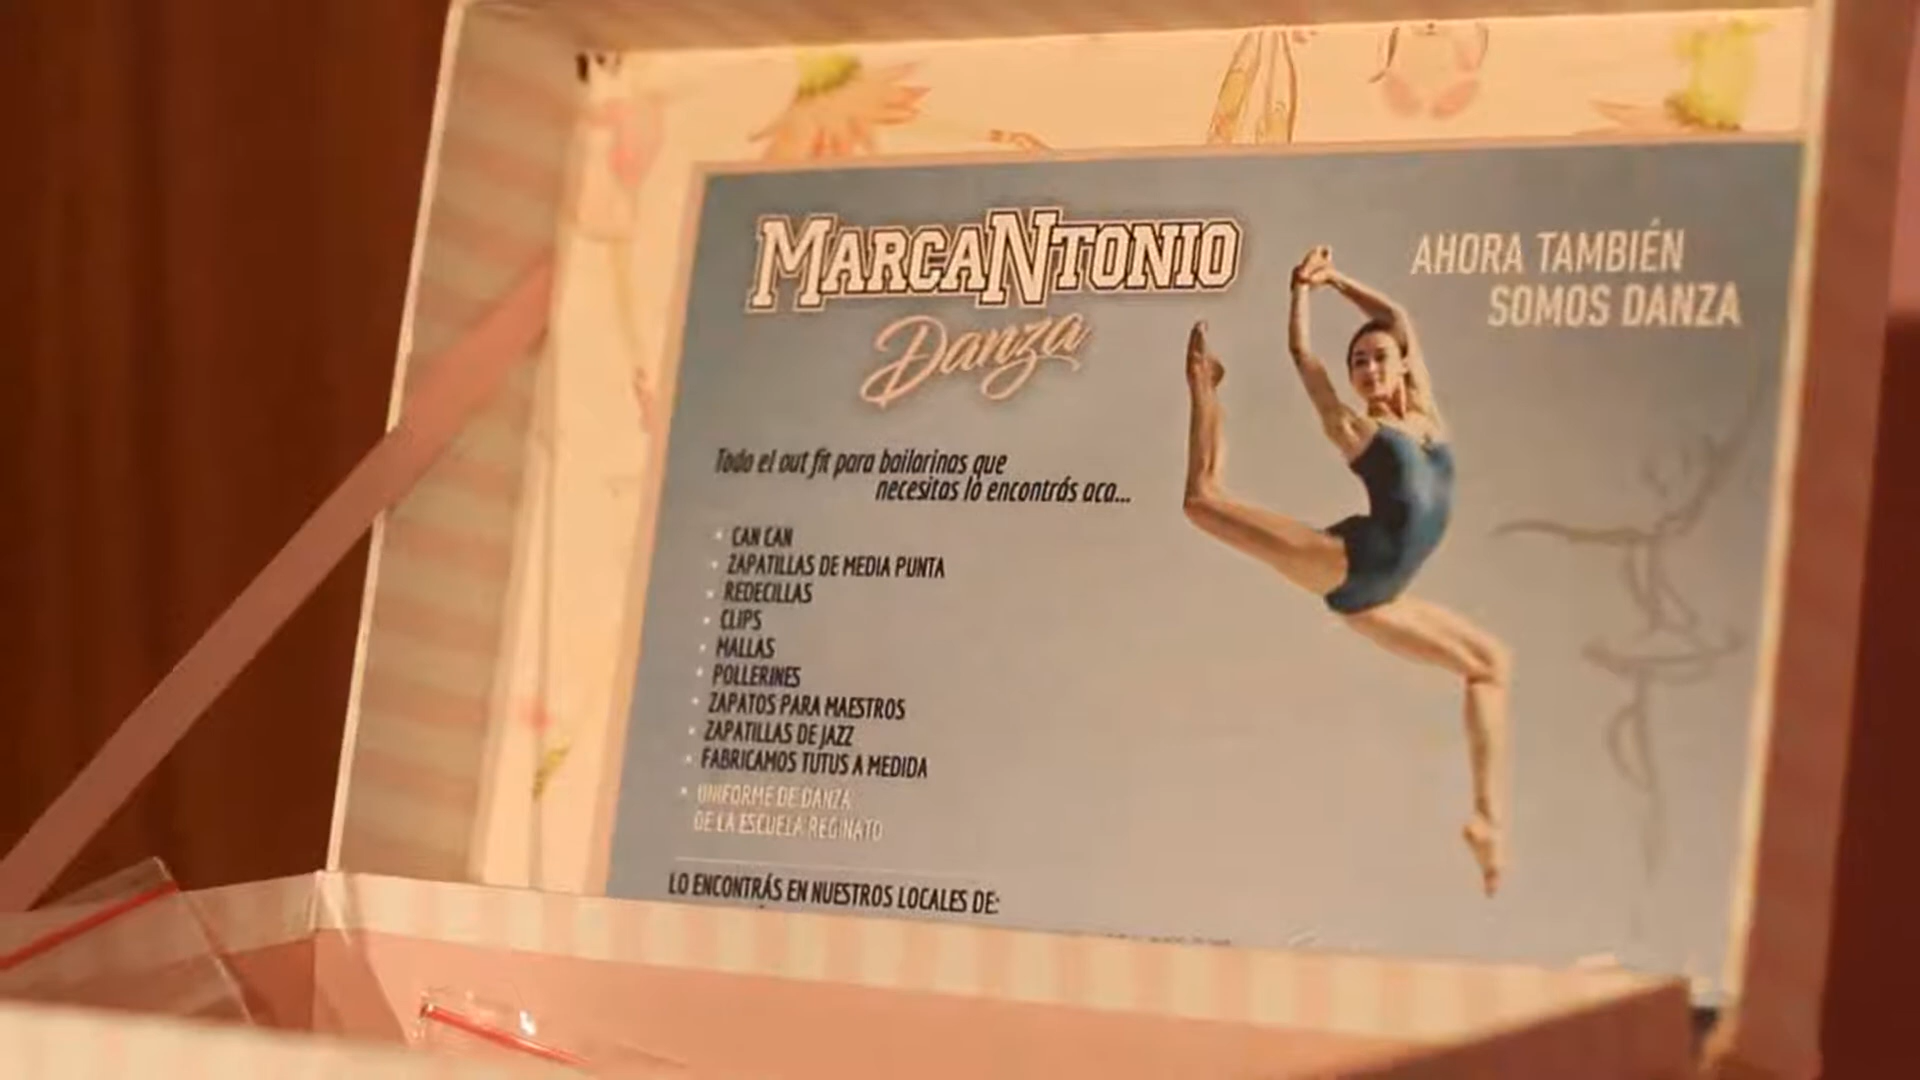 MARCANTONIO
Danza
AHORA TAMBIÉN
SOMOS DANZA
Todo el out fit para bailarinas que
necesitas lo encontrás aca...
• CAN CAN
• ZAPATILLAS DE MEDIA PUNTA
• REDECILLAS
• CLIPS
• MALLAS
• POLLERINES
• ZAPATOS PARA MAESTROS
• ZAPATILLAS DE JAZZ
• FABRICAMOS TUTUS A MEDIDA
• UNIFORME DE DANZA
DE LA ESCUELA REGINATO
LO ENCONTRÁS EN NUESTROS LOCALES DE: